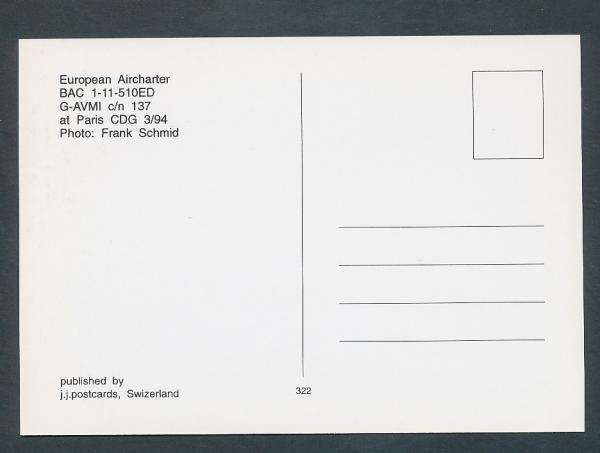 European Aircharter
BAC 1-11-510ED
G-AVMI c/n 137
at Paris CDG 3/94
Photo: Frank Schmid
published by
j.j.postcards, Swizerland
322